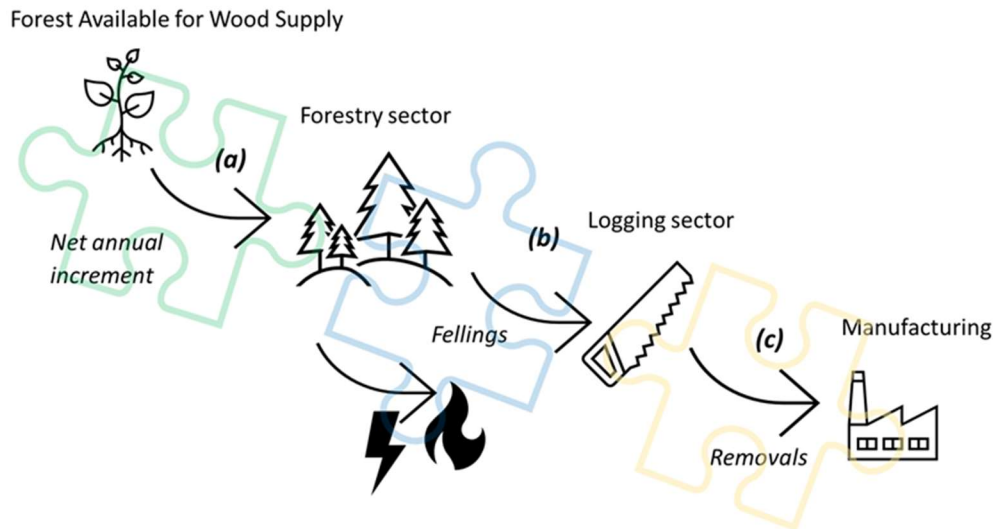 Forest Available for Wood Supply
Forestry sector
(a)
Net annual
increment
Logging sector
(b)
Fellings
Manufacturing
(c)
Removals